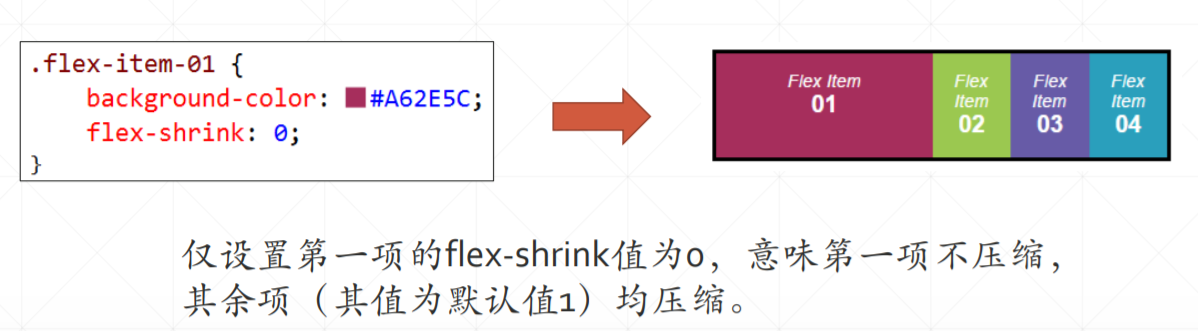 .flex-item-01 {
background-color: #A62E5C;
flex-shrink: 0;
}
Flex Item
01
Flex
Item
02
Flex
Item
03
Flex
Item
04
仅设置第一项的flex-shrink值为0，意味第一项不压缩，
其余项（其值为默认值1）均压缩。